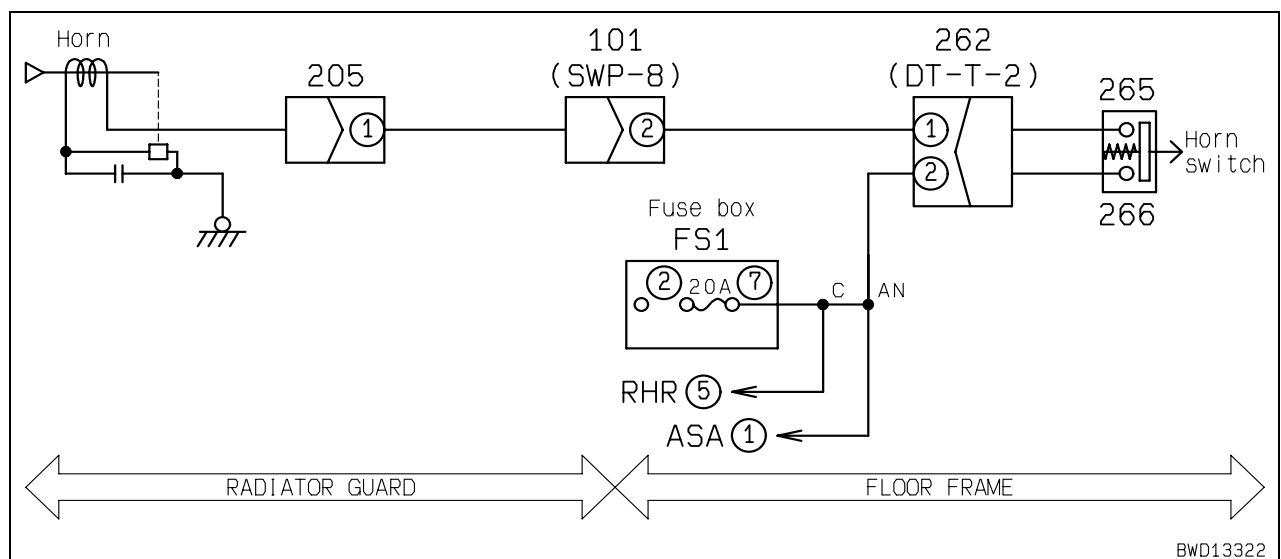 Horn
205
①
101
(SWP-8)
②
262
(DT-T-2)
①
②
265
266
Horn
switch
Fuse box
FS1
② 20A ⑦
C
AN
RHR ⑤
ASA ①
RADIATOR GUARD
FLOOR FRAME
BWD13322